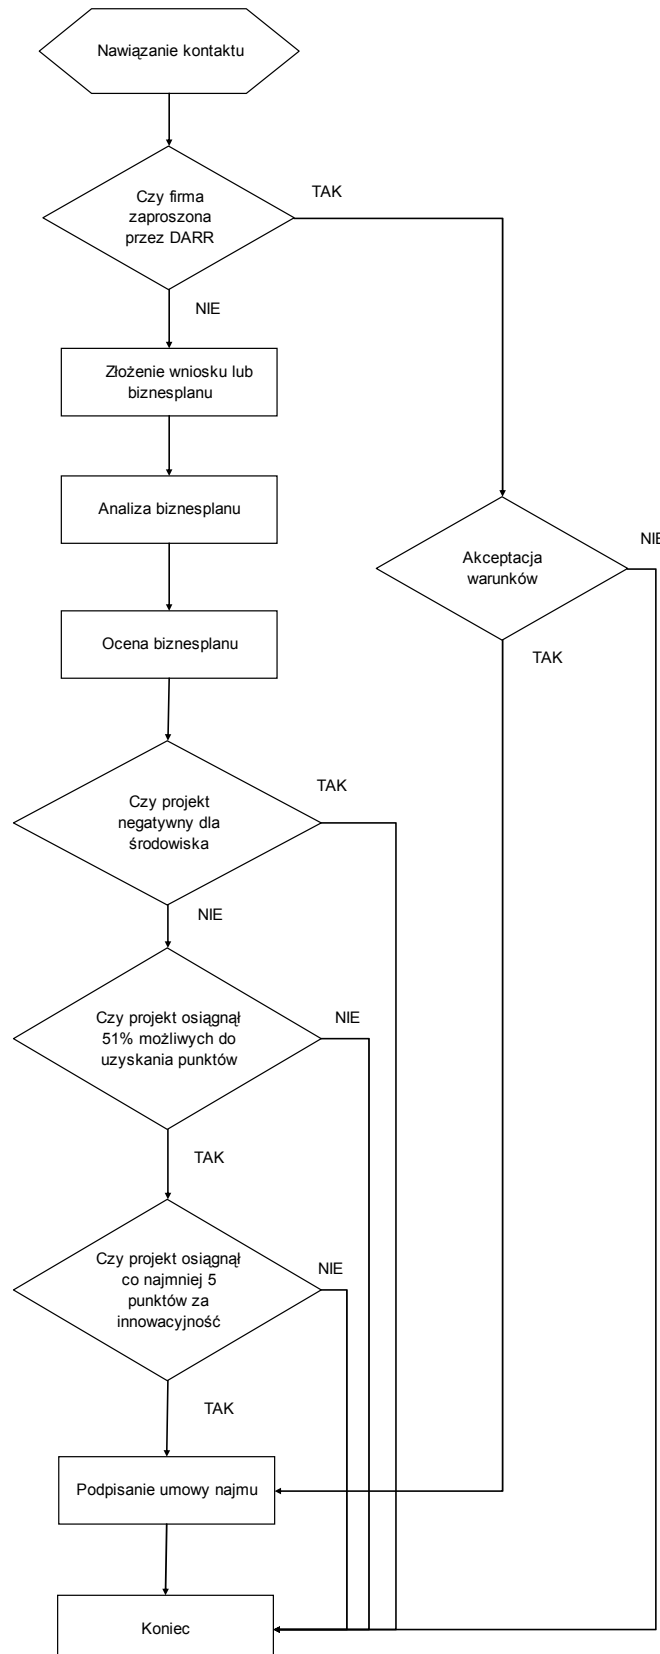 Nawiązanie kontaktu
Czy firma
zaproszona
przez DARR
TAK
NIE
Złożenie wniosku lub
biznesplanu
Analiza biznesplanu
Akceptacja
warunków
NIE
TAK
Ocena biznesplanu
Czy projekt
negatywny dla
środowiska
TAK
NIE
Czy projekt osiągnął
51% możliwych do
uzyskania punktów
NIE
TAK
Czy projekt osiągnął
co najmniej 5
punktów za
innowacyjność
NIE
TAK
Podpisanie umowy najmu
Koniec